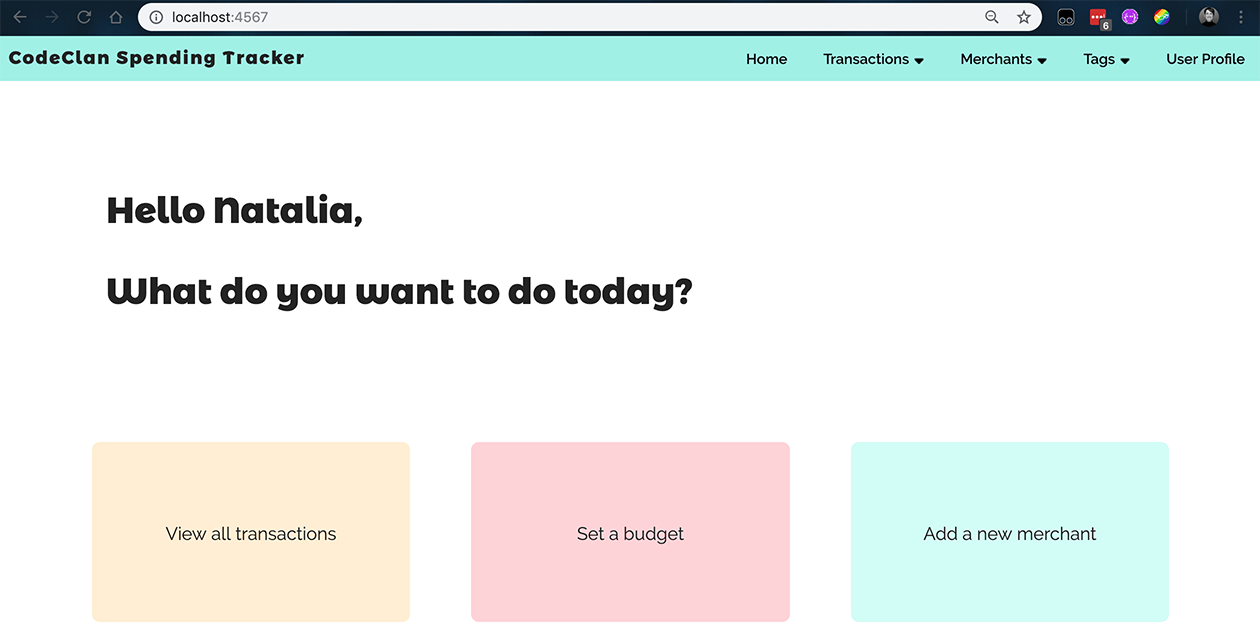 localhost:4567
6
CodeClan Spending Tracker
Home Transactions Merchants Tags User Profile
Hello Natalia,
What do you want to do today?
View all transactions Set a budget Add a new merchant